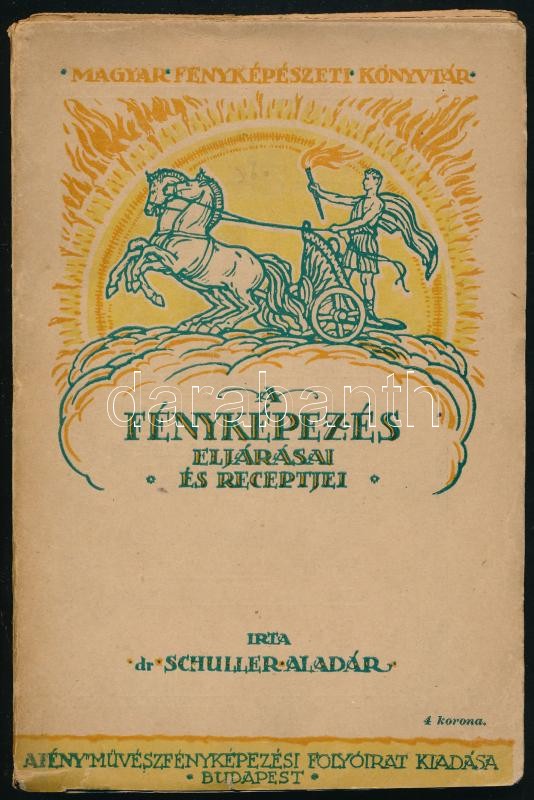 • MAGYAR • FÉNYKÉPÉSZETI • KÖNYVTÁR •
A
FÉNYKÉPEZÉS
ELJÁRÁSAI
ÉS RECEPTJEI
darabanth
IRTA
dr • SCHULLER • ALADÁR •
4 korona.
A „FÉNY" MŰVÉSZFÉNYKÉPEZÉSI FOLYÓIRAT KIADÁSA
• BUDAPEST •